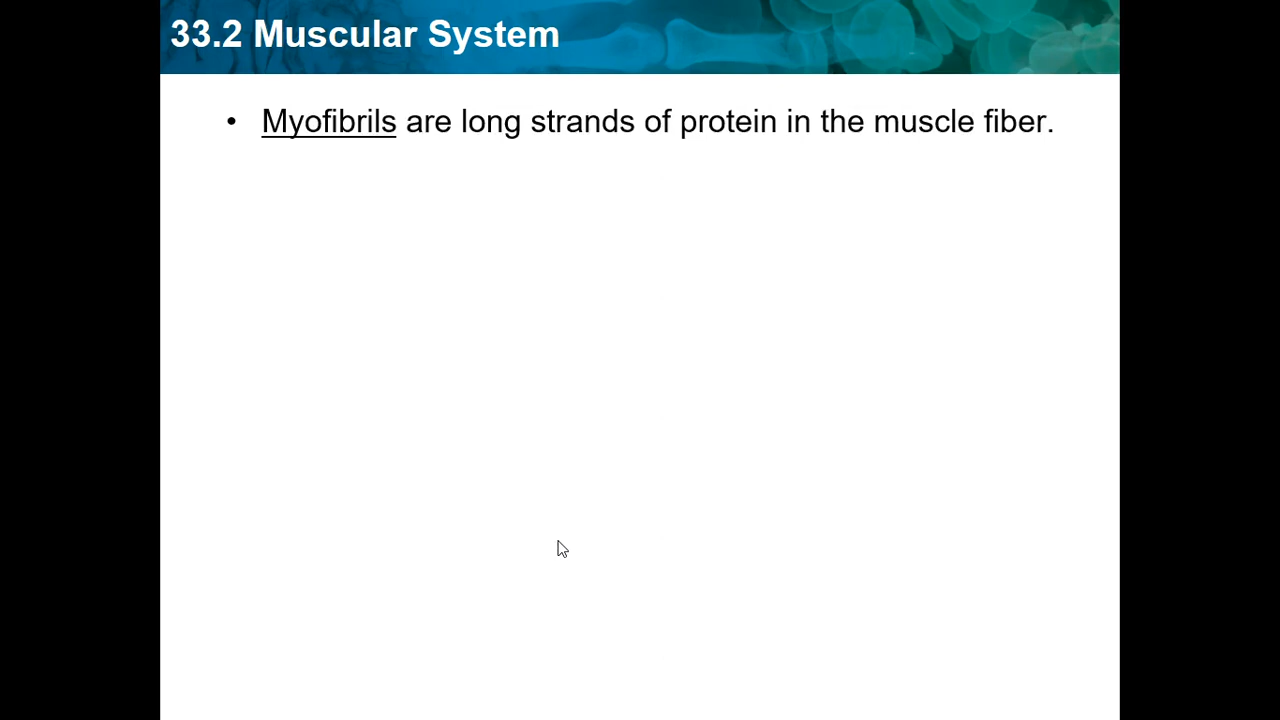 33.2 Muscular System
• Myofibrils are long strands of protein in the muscle fiber.